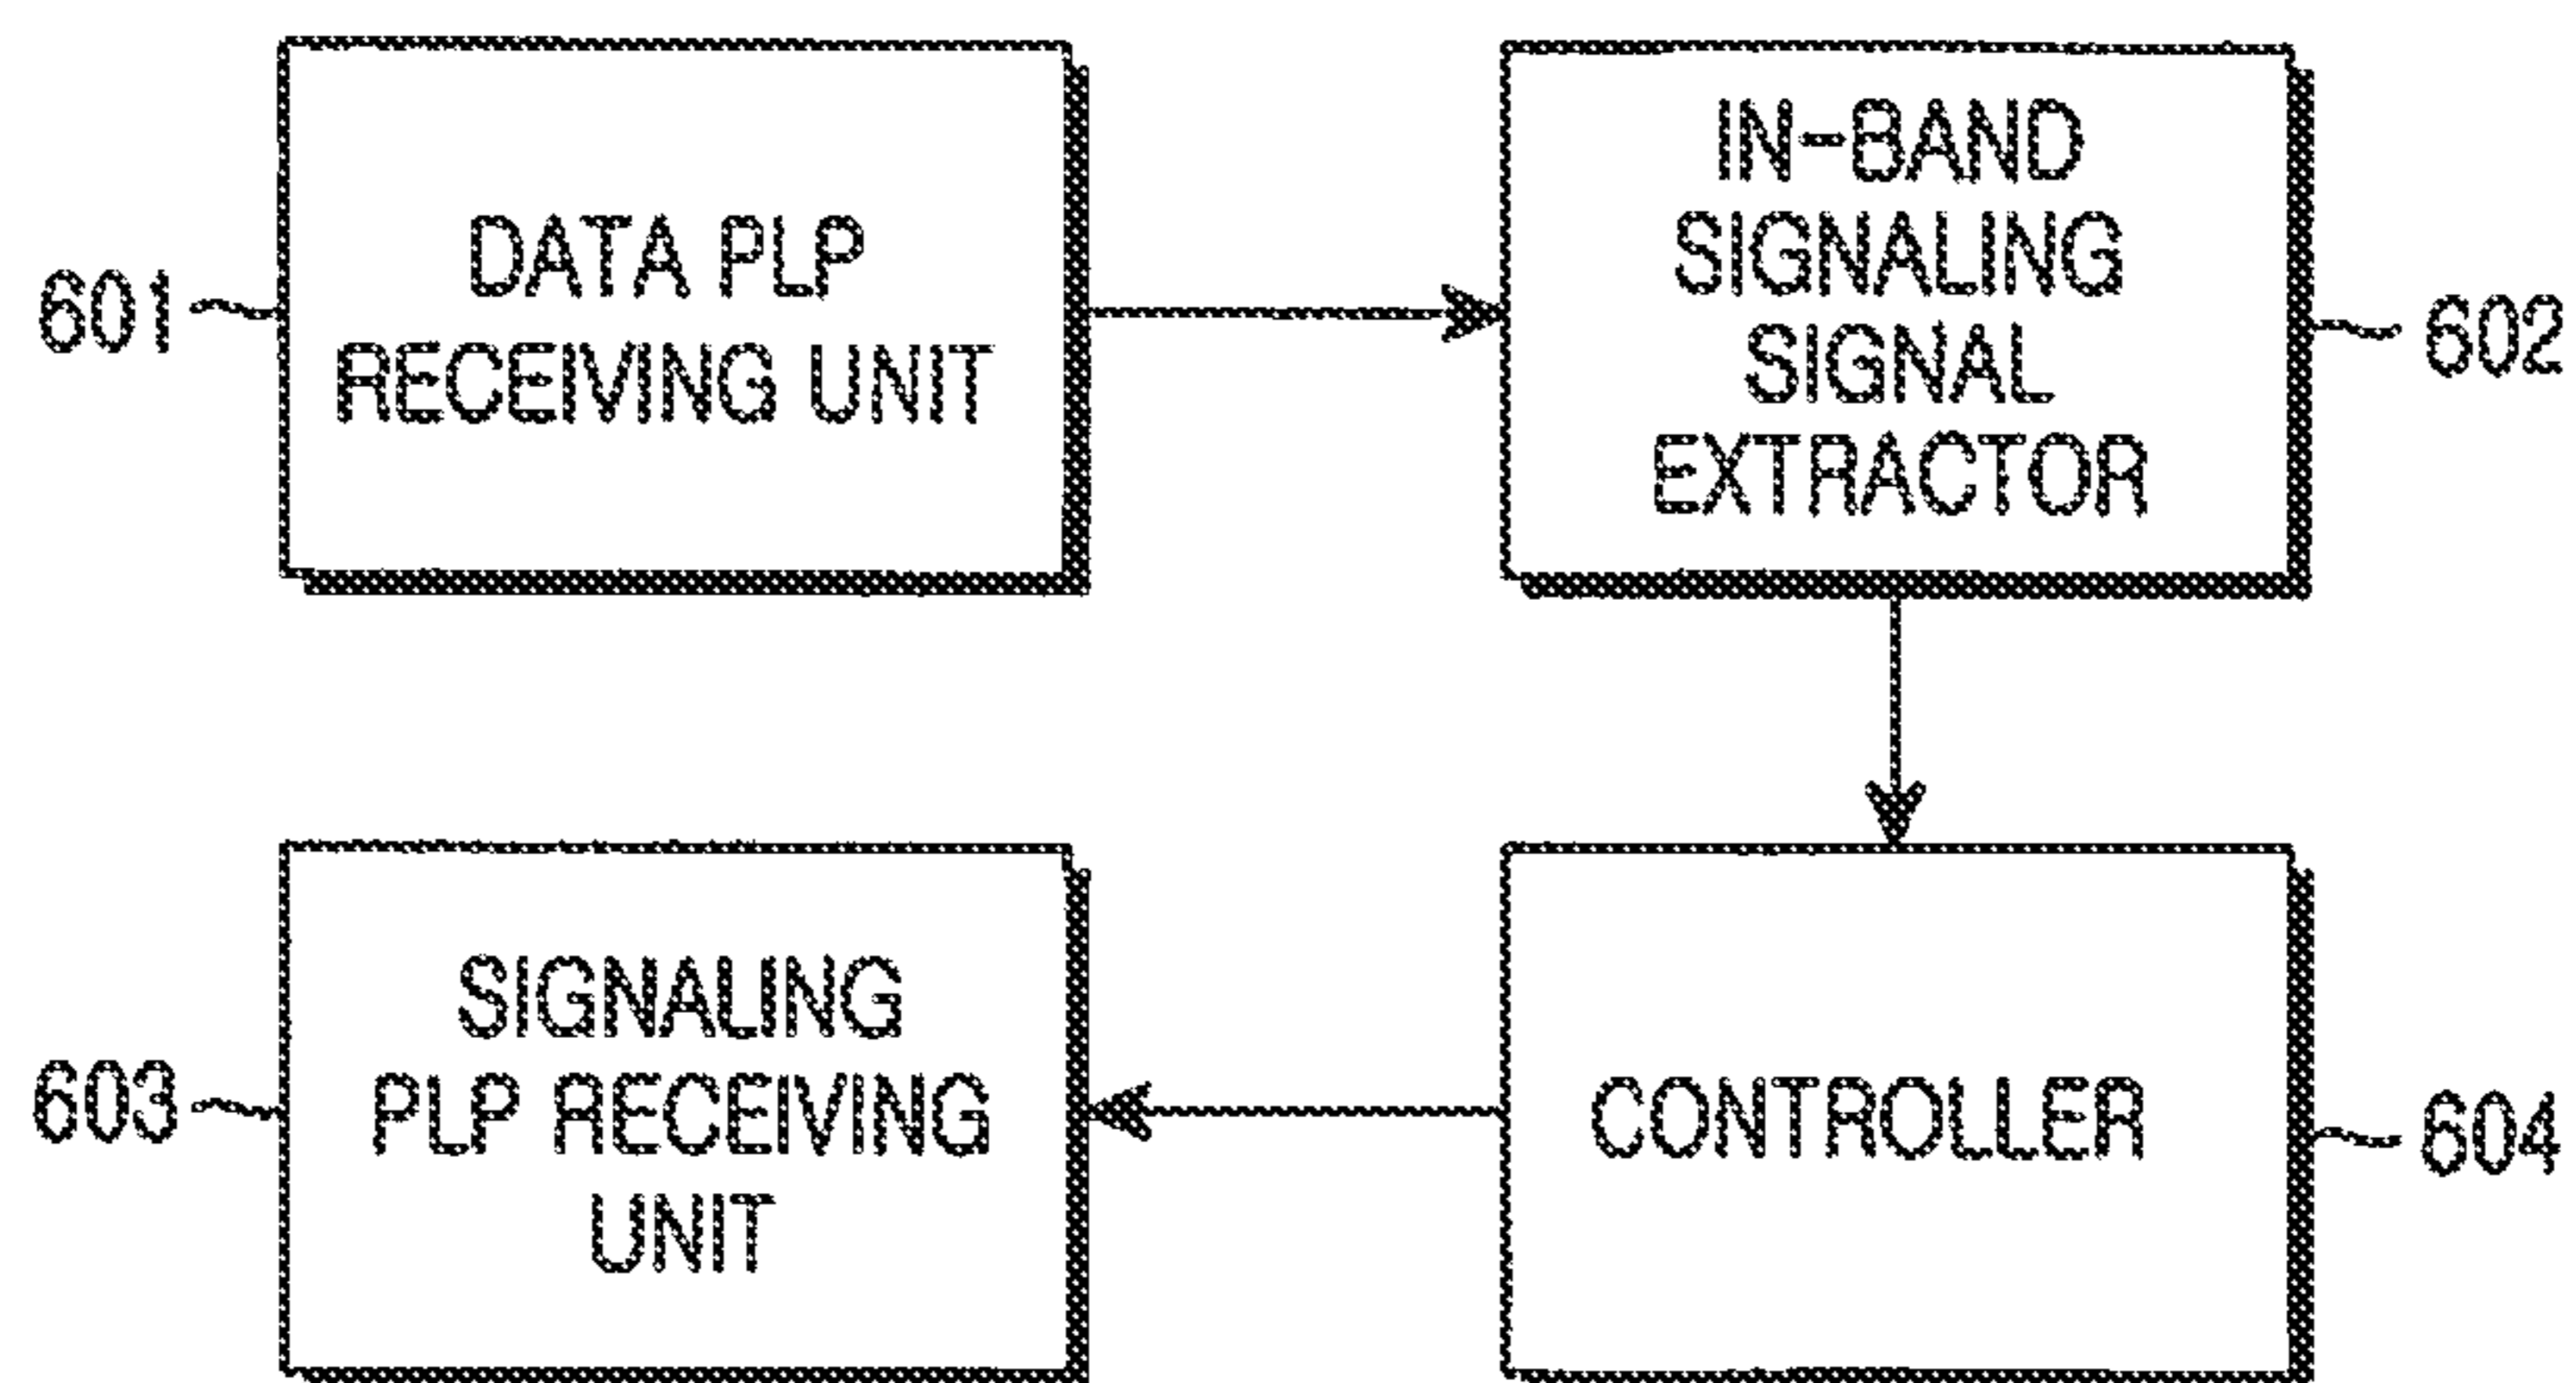 601
DATA PLP
RECEIVING UNIT
IN-BAND
SIGNALING
SIGNAL
EXTRACTOR
602
603
SIGNALING
PLP RECEIVING
UNIT
CONTROLLER
604